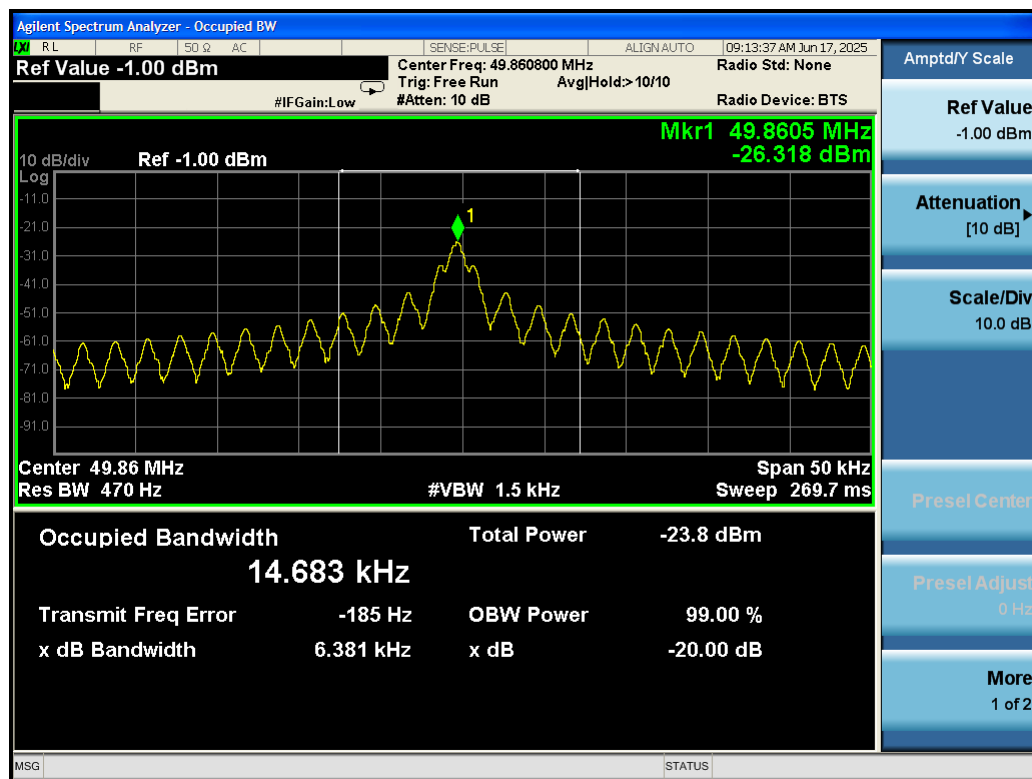 Agilent Spectrum Analyzer - Occupied BW
LXI RL RF 50 Ω AC SENSE:PULSE ALIGN AUTO 09:13:37 AM Jun 17, 2025
Ref Value -1.00 dBm
Center Freq: 49.860800 MHz
Radio Std: None
Trig: Free Run
Avg|Hold:>10/10
#IFGain:Low
#Atten: 10 dB
Radio Device: BTS
Mkr1 49.8605 MHz
-26.318 dBm
10 dB/div Ref -1.00 dBm
Log
-11.0
1
-21.0
-31.0
-41.0
-51.0
-61.0
-71.0
-81.0
-91.0
Center 49.86 MHz Span 50 kHz
Res BW 470 Hz #VBW 1.5 kHz Sweep 269.7 ms
Occupied Bandwidth Total Power -23.8 dBm
14.683 kHz
Transmit Freq Error -185 Hz OBW Power 99.00 %
x dB Bandwidth 6.381 kHz x dB -20.00 dB
Amptd/Y Scale
Ref Value
-1.00 dBm
Attenuation
[10 dB]
Scale/Div
10.0 dB
Presel Center
Presel Adjust
0 Hz
More
1 of 2
MSG STATUS